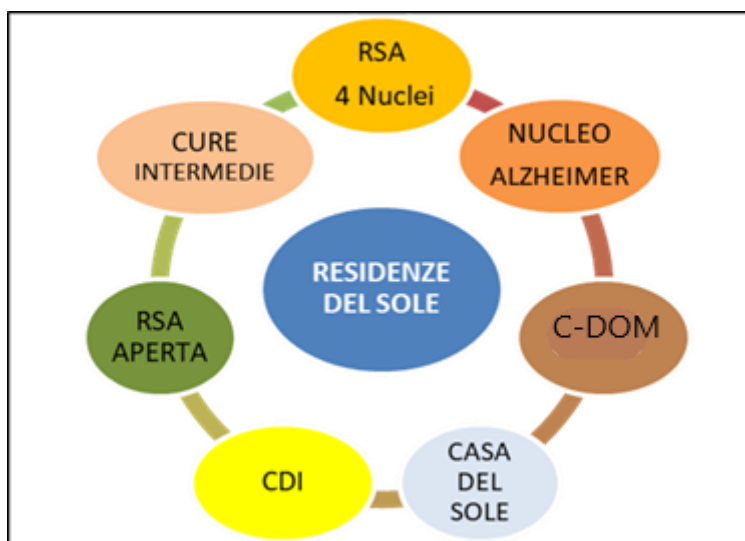 RSA
4 Nuclei
NUCLEO
ALZHEIMER
C-DOM
CASA
DEL
SOLE
CDI
RSA
APERTA
CURE
INTERMEDIE
RESIDENZE
DEL SOLE